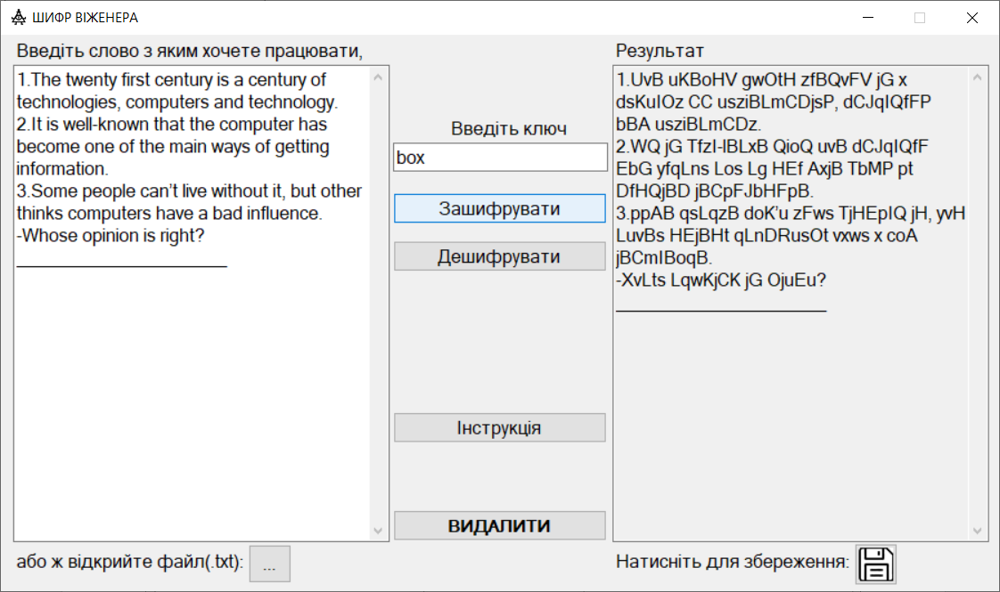 ШИФР ВІЖЕНЕРА
Введіть слово з яким хочете працювати,
1.The twenty first century is a century of
technologies, computers and technology.
2.It is well-known that the computer has
become one of the main ways of getting
information.
3.Some people can’t live without it, but other
thinks computers have a bad influence.
-Whose opinion is right?
______________________
або ж відкрийте файл(.txt):
...
Введіть ключ
box
Зашифрувати
Дешифрувати
Інструкція
ВИДАЛИТИ
Результат
1.UvB uKBoHV gwOtH zfBQvFV jG x
dsKuIOz CC usziBLmCDjsP, dCJqIQfFP
bBA usziBLmCDz.
2.WQ jG TfzI-lBLxB QioQ uvB dCJqIQfF
EbG yfqLns Los Lg HEf AxjB TbMP pt
DfHQjBD jBCpFJbHFpB.
3.ppAB qsLqzB doK’u zFws TjHEpIQ jH, yvH
LuvBs HEjBHt qLnDRusOt vxws x coA
jBCmIBoqB.
-XvLts LqwKjCK jG OjuEu?
______________________
Натисніть для збереження: